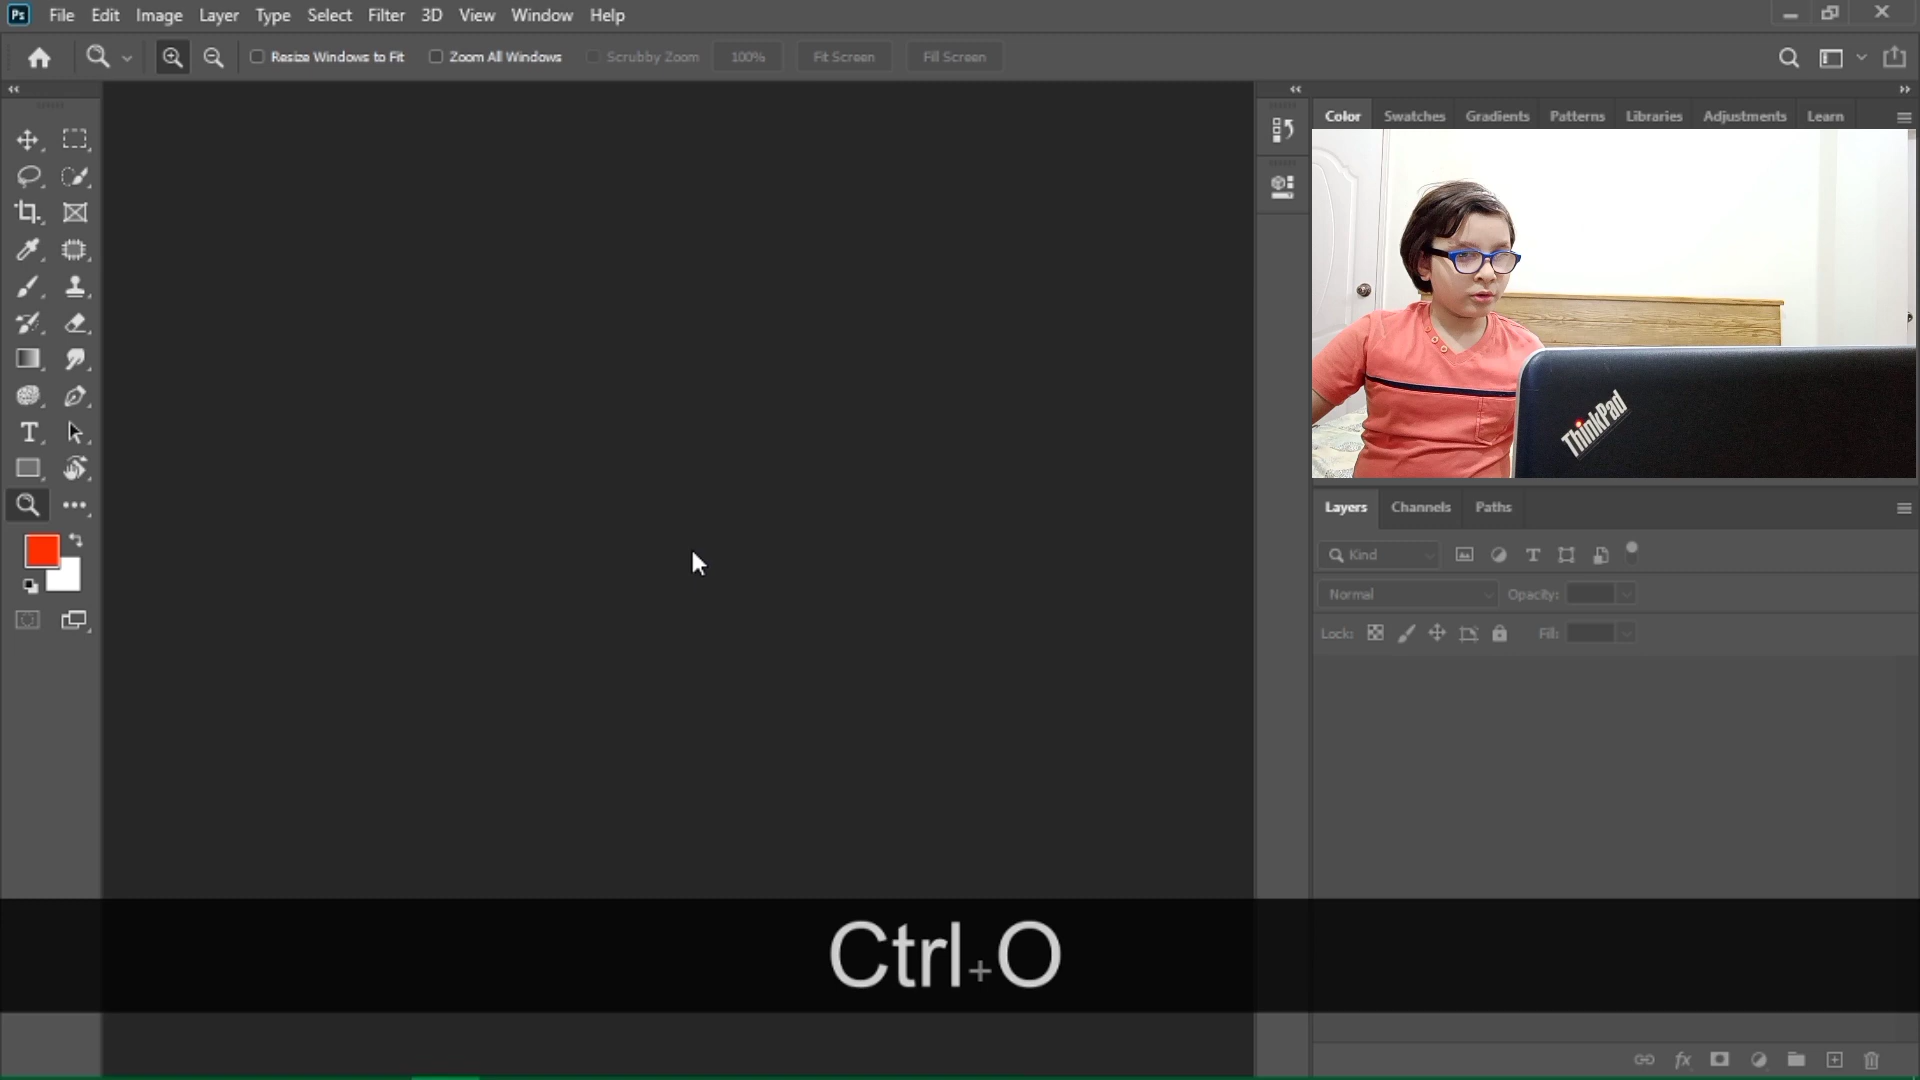 Ps File Edit Image Layer Type Select Filter 3D View Window Help
Resize Windows to Fit Zoom All Windows Scrubby Zoom 100% Fit Screen Fill Screen
Color Swatches Gradients Patterns Libraries Adjustments Learn
ThinkPad
T
Layers Channels Paths
Kind T
Normal Opacity:
Lock: Fill:
Ctrl+O
fx